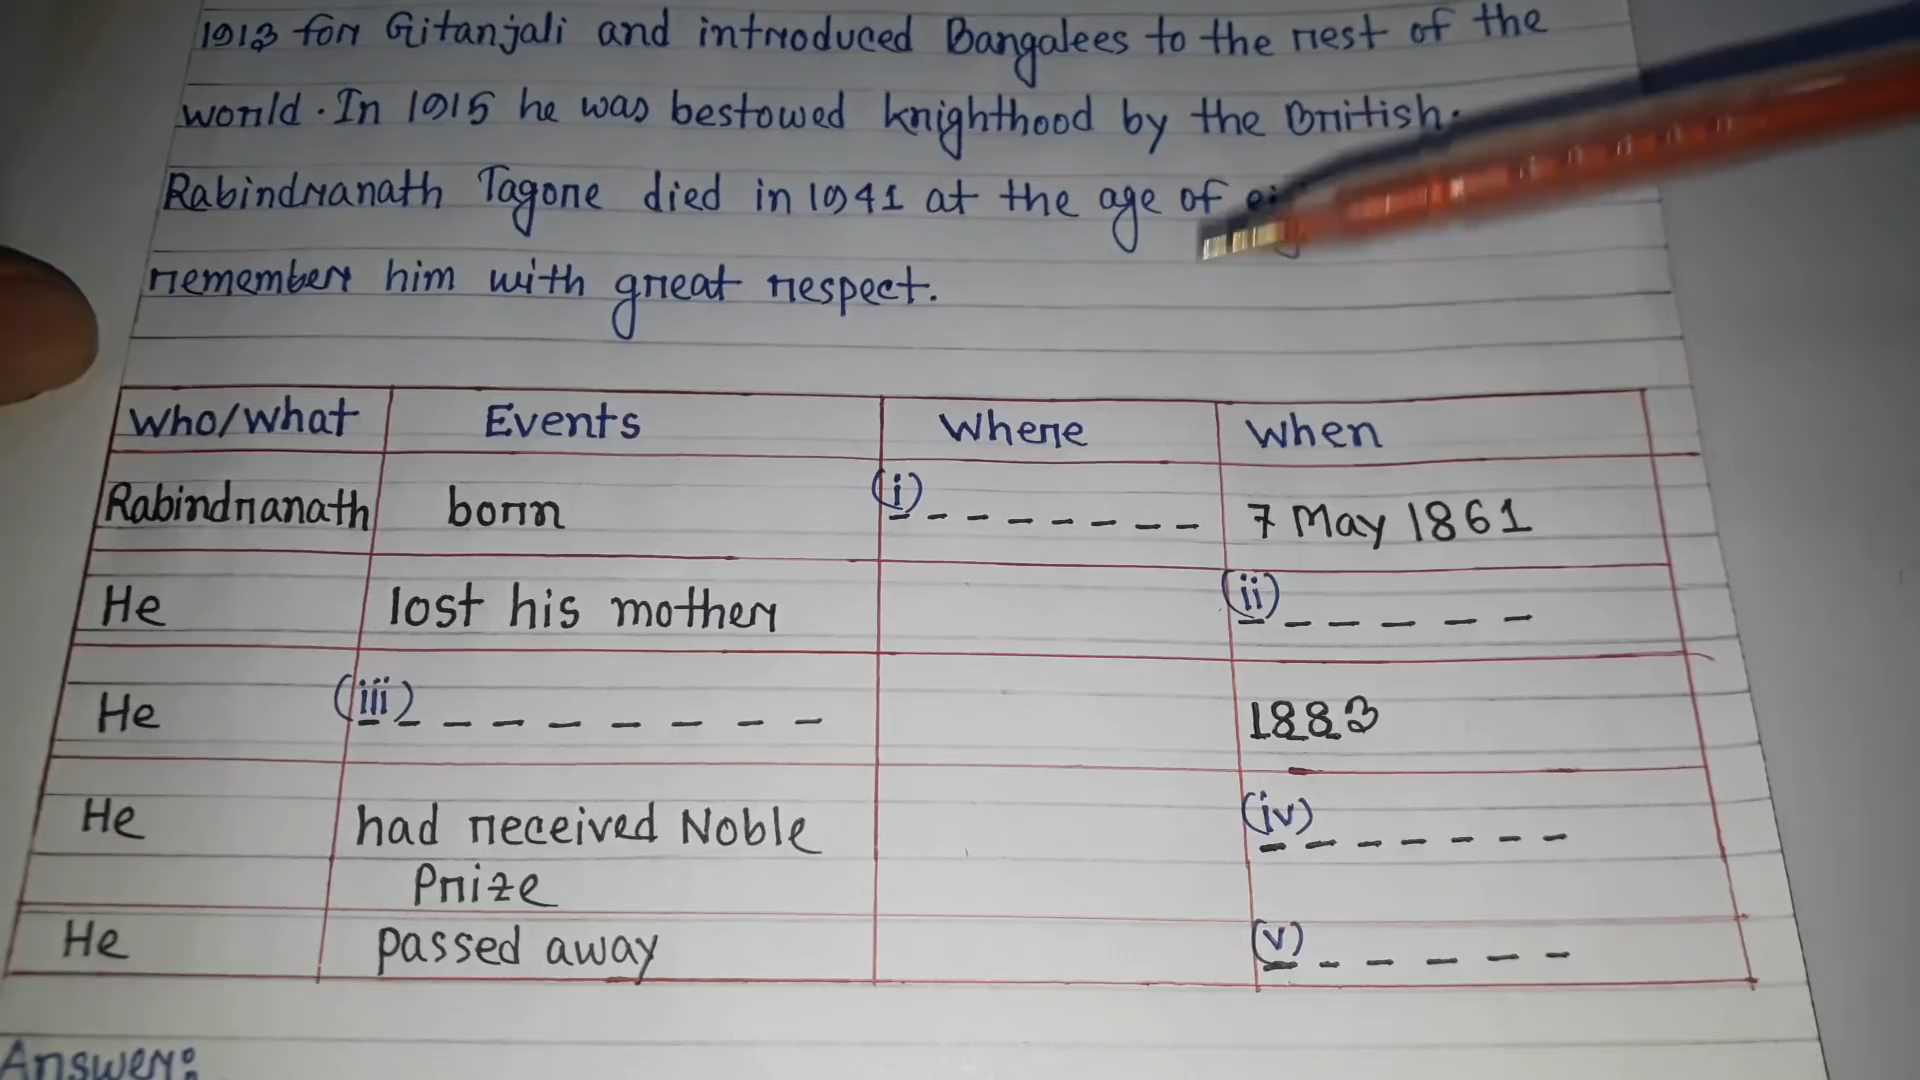 1913 for Gitanjali and introduced Bangalees to the rest of the
world. In 1915 he was bestowed knighthood by the British.
Rabindranath Tagore died in 1941 at the age of
remember him with great respect.
Who/What Events Where When
Rabindranath born (i) _ _ _ _ _ _ _ _ 7 May 1861
He lost his mother (ii) _ _ _ _ _ _
He (iii) _ _ _ _ _ _ _ _ _ 1883
He had received Noble (iv) _ _ _ _ _ _ _
Prize
He passed away (v) _ _ _ _ _ _
Answer: